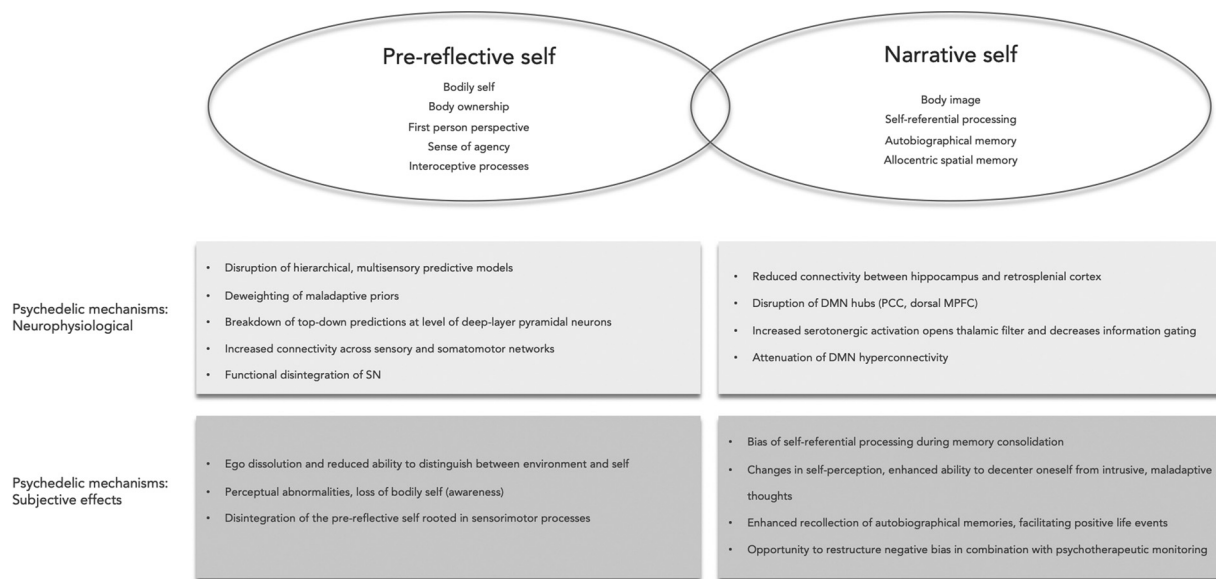 Pre-reflective self
Bodily self
Body ownership
First person perspective
Sense of agency
Interoceptive processes
Narrative self
Body image
Self-referential processing
Autobiographical memory
Allocentric spatial memory
Psychedelic mechanisms:
Neurophysiological
• Disruption of hierarchical, multisensory predictive models
• Deweighting of maladaptive priors
• Breakdown of top-down predictions at level of deep-layer pyramidal neurons
• Increased connectivity across sensory and somatomotor networks
• Functional disintegration of SN
• Reduced connectivity between hippocampus and retrosplenial cortex
• Disruption of DMN hubs (PCC, dorsal MPFC)
• Increased serotonergic activation opens thalamic filter and decreases information gating
• Attenuation of DMN hyperconnectivity
Psychedelic mechanisms:
Subjective effects
• Ego dissolution and reduced ability to distinguish between environment and self
• Perceptual abnormalities, loss of bodily self (awareness)
• Disintegration of the pre-reflective self rooted in sensorimotor processes
• Bias of self-referential processing during memory consolidation
• Changes in self-perception, enhanced ability to decenter oneself from intrusive, maladaptive
thoughts
• Enhanced recollection of autobiographical memories, facilitating positive life events
• Opportunity to restructure negative bias in combination with psychotherapeutic monitoring